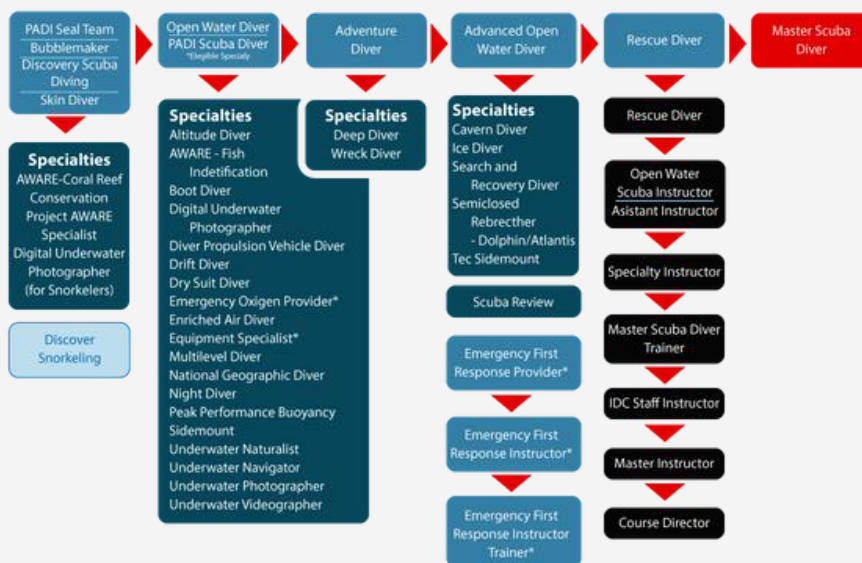 PADI Seal Team
Bubblemaker
Discovery Scuba
Diving
Skin Diver
Open Water Diver
PADI Scuba Diver
*Elegible Specialy
Adventure
Diver
Advanced Open
Water Diver
Rescue Diver
Master Scuba
Diver
Specialties
AWARE-Coral Reef
Conservation
Project AWARE
Specialist
Digital Underwater
Photographer
(for Snorkelers)
Discover
Snorkeling
Specialties
Altitude Diver
AWARE - Fish
Indetification
Boot Diver
Digital Underwater
Photographer
Diver Propulsion Vehicle Diver
Drift Diver
Dry Suit Diver
Emergency Oxigen Provider*
Enriched Air Diver
Equipment Specialist*
Multilevel Diver
National Geographic Diver
Night Diver
Peak Performance Buoyancy
Sidemount
Underwater Naturalist
Underwater Navigator
Underwater Photographer
Underwater Videographer
Specialties
Deep Diver
Wreck Diver
Specialties
Cavern Diver
Ice Diver
Search and
Recovery Diver
Semiclosed
Rebrecther
- Dolphin/Atlantis
Tec Sidemount
Scuba Review
Emergency First
Response Provider*
Emergency First
Response Instructor*
Emergency First
Response Instructor
Trainer*
Rescue Diver
Open Water
Scuba Instructor
Asistant Instructor
Specialty Instructor
Master Scuba Diver
Trainer
IDC Staff Instructor
Master Instructor
Course Director